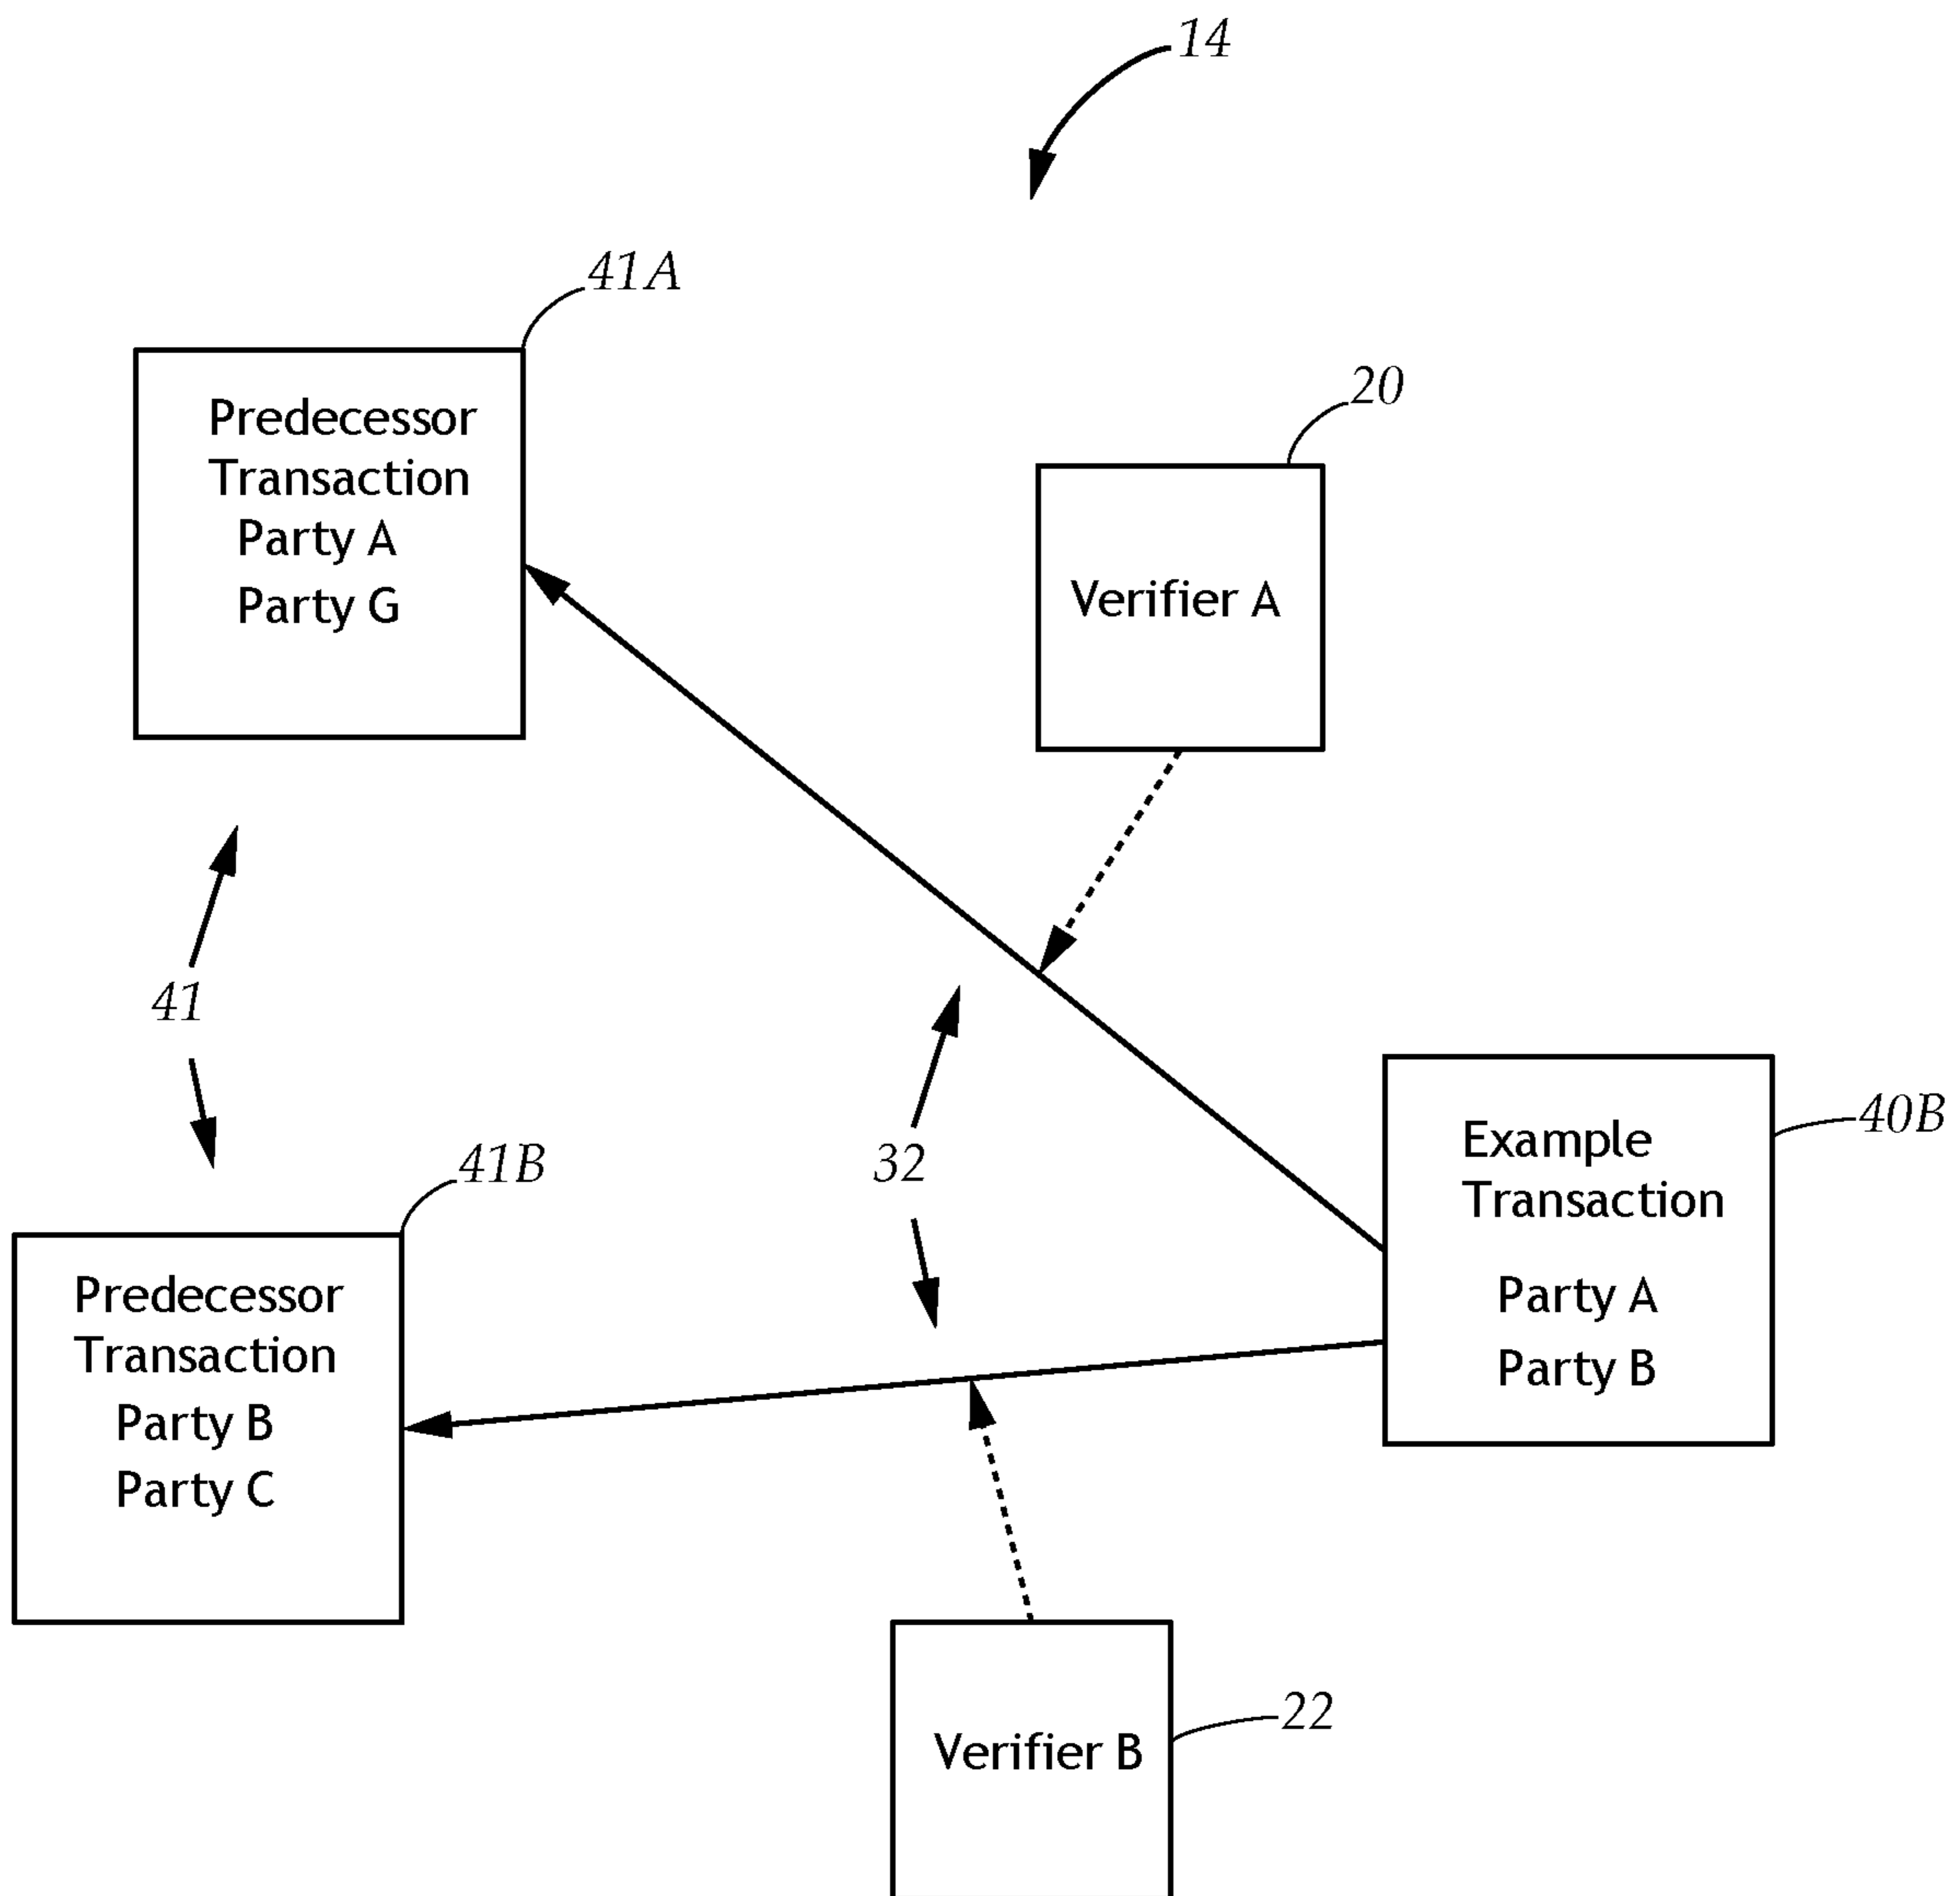 14
41A
Predecessor
Transaction
Party A
Party G
20
Verifier A
41
32
40B
Example
Transaction
Party A
Party B
41B
Predecessor
Transaction
Party B
Party C
22
Verifier B